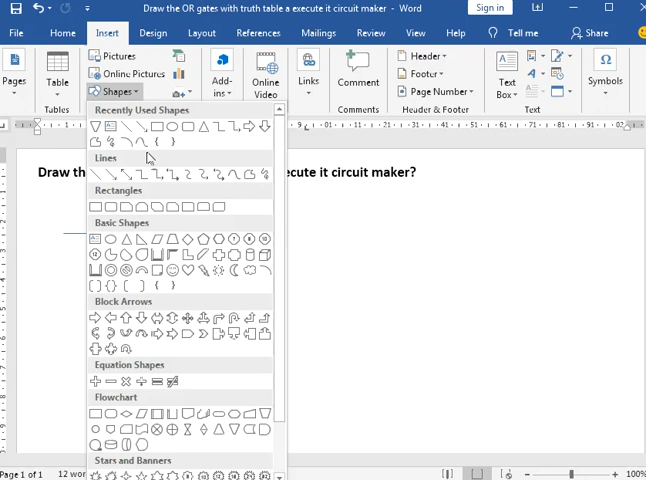 Draw the OR gates with truth table a execute it circuit maker - Word
Sign in
File Home Insert Design Layout References Mailings Review View Help Tell me Share
Pages
Table
Tables
Pictures
Online Pictures
Shapes
Add-ins
Online Video
Links
Comment
Comments
Header
Footer
Page Number
Header & Footer
Text Box
Text
Symbols
Recently Used Shapes
Lines
Rectangles
Basic Shapes
Block Arrows
Equation Shapes
Flowchart
Stars and Banners
Draw th
ecute it circuit maker?
Page 1 of 1
12 wor
100%